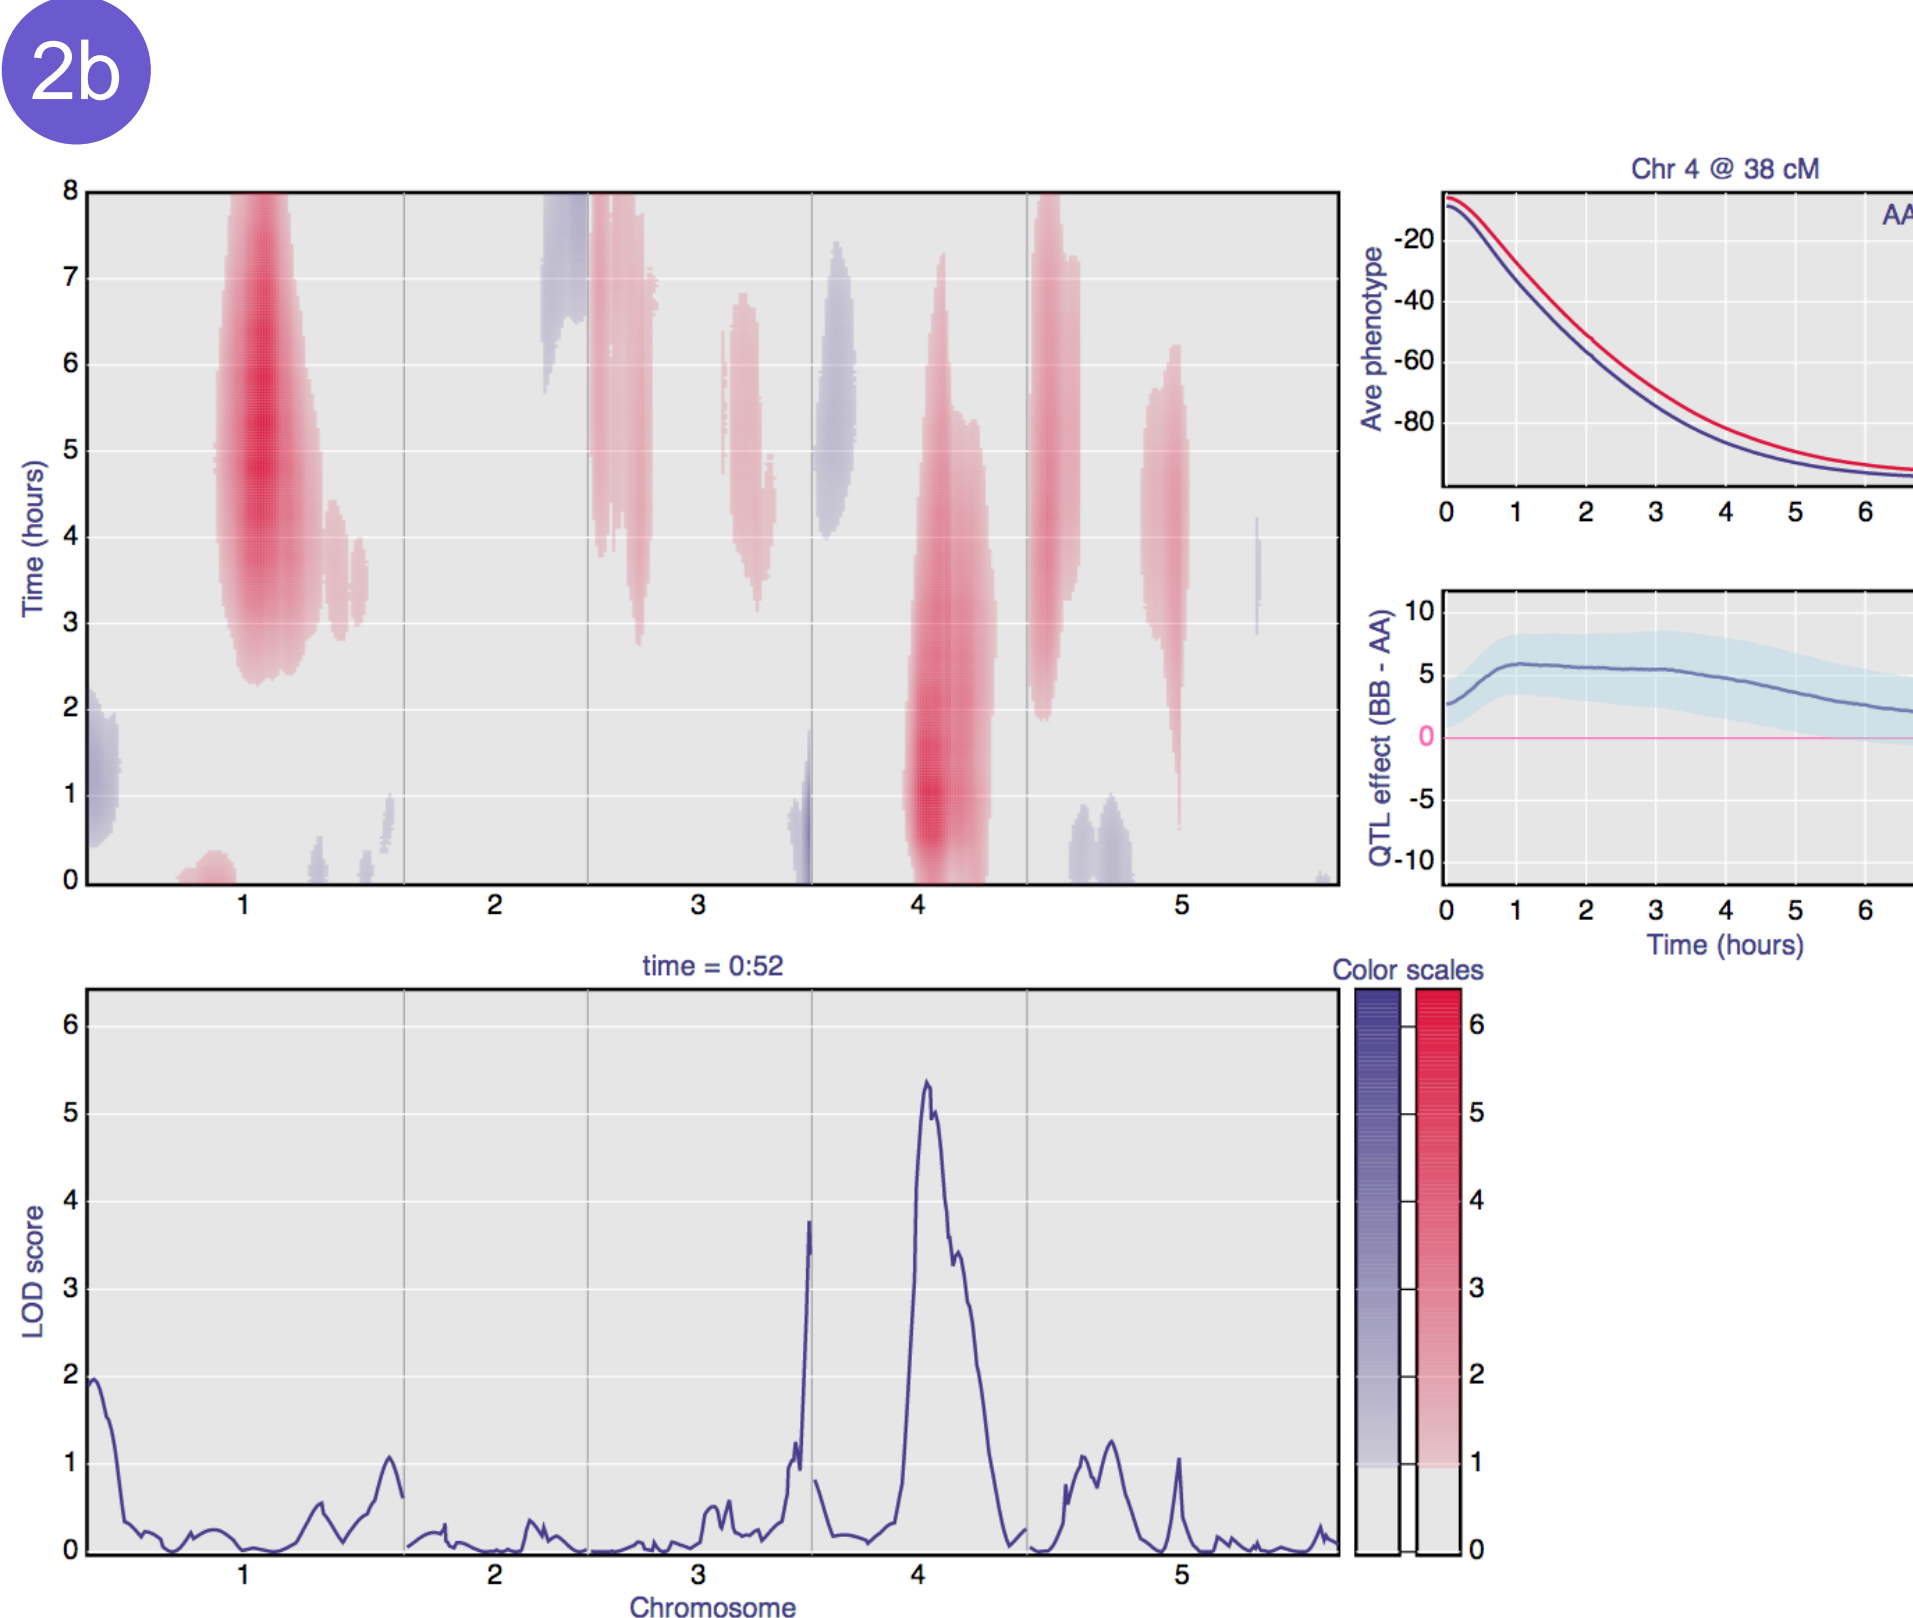 2b
Chr 4 @ 38 cM
8
7
6
5
4
3
2
1
0
Time (hours)
1 2 3 4 5
AA
-20
-40
-60
-80
Ave phenotype
0 1 2 3 4 5 6
10
5
0
-5
-10
QTL effect (BB - AA)
0 1 2 3 4 5 6
Time (hours)
time = 0:52
6
5
4
3
2
1
0
LOD score
1 2 3 4 5
Chromosome
Color scales
6
5
4
3
2
1
0